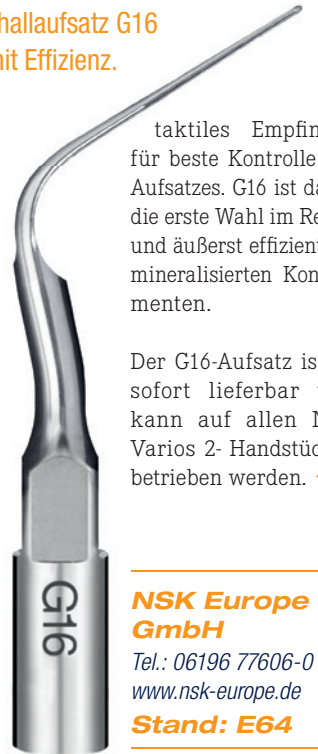 hallaufsatz G16
mit Effizienz.
taktiles Empfin
für beste Kontrolle
Aufsatzes. G16 ist da
die erste Wahl im Re
und äußerst effizient
mineralisierten Kon
menten.
Der G16-Aufsatz is
sofort lieferbar
kann auf allen N
Varios 2- Handstüc
betrieben werden.
G16
NSK Europe
GmbH
Tel.: 06196 77606-0
www.nsk-europe.de
Stand: E64